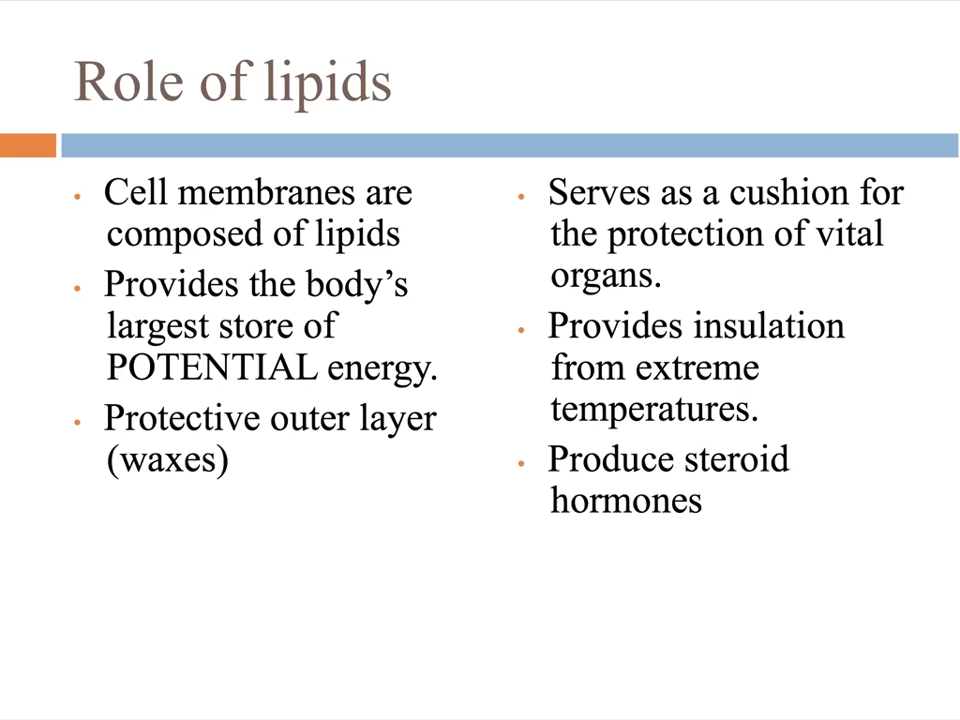 Role of lipids
• Cell membranes are
composed of lipids
• Provides the body’s
largest store of
POTENTIAL energy.
• Protective outer layer
(waxes)
• Serves as a cushion for
the protection of vital
organs.
• Provides insulation
from extreme
temperatures.
• Produce steroid
hormones